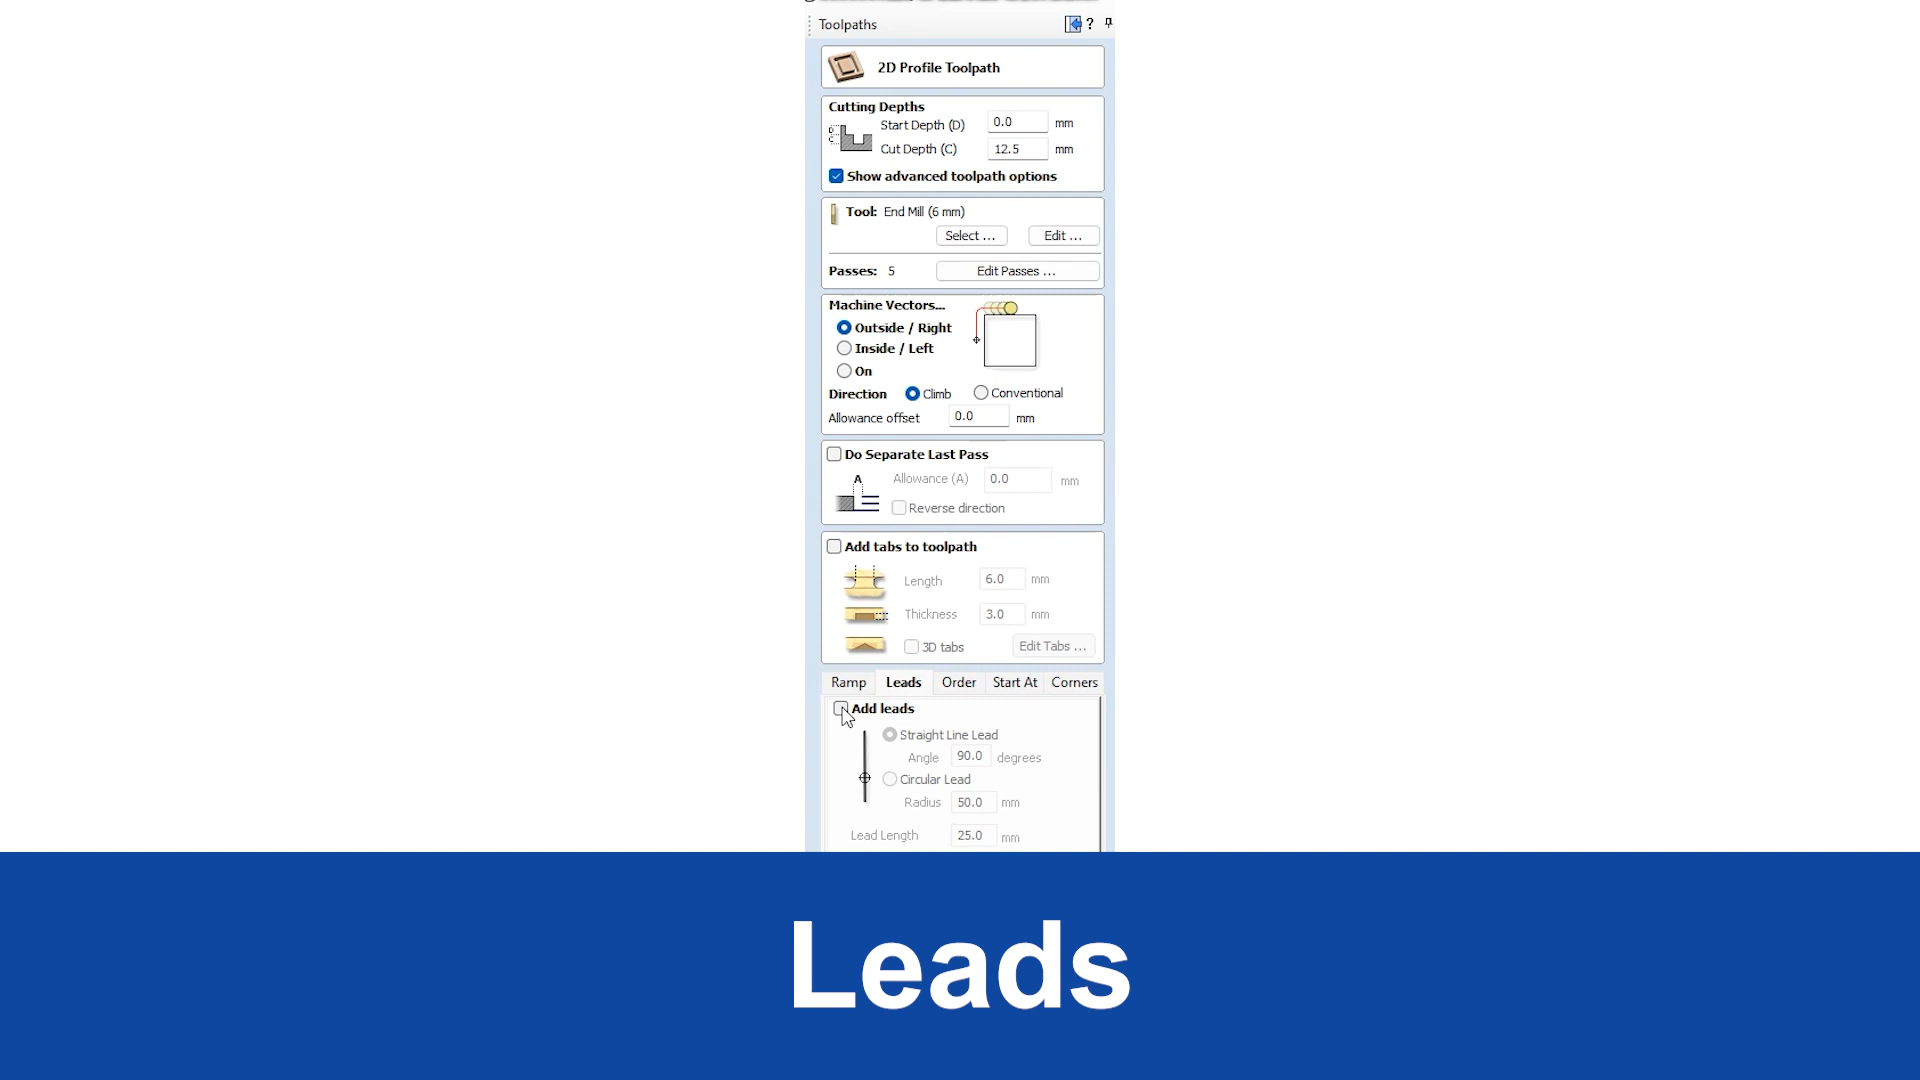 Toolpaths ?
2D Profile Toolpath
Cutting Depths
D
C
Start Depth (D) 0.0 mm
Cut Depth (C) 12.5 mm
Show advanced toolpath options
Tool: End Mill (6 mm)
Select ... Edit ...
Passes: 5 Edit Passes ...
Machine Vectors...
Outside / Right
Inside / Left
On
Direction Climb Conventional
Allowance offset 0.0 mm
Do Separate Last Pass
A Allowance (A) 0.0 mm
Reverse direction
Add tabs to toolpath
Length 6.0 mm
Thickness 3.0 mm
3D tabs Edit Tabs ...
Ramp Leads Order Start At Corners
Add leads
Straight Line Lead
Angle 90.0 degrees
Circular Lead
Radius 50.0 mm
Lead Length 25.0 mm
Leads